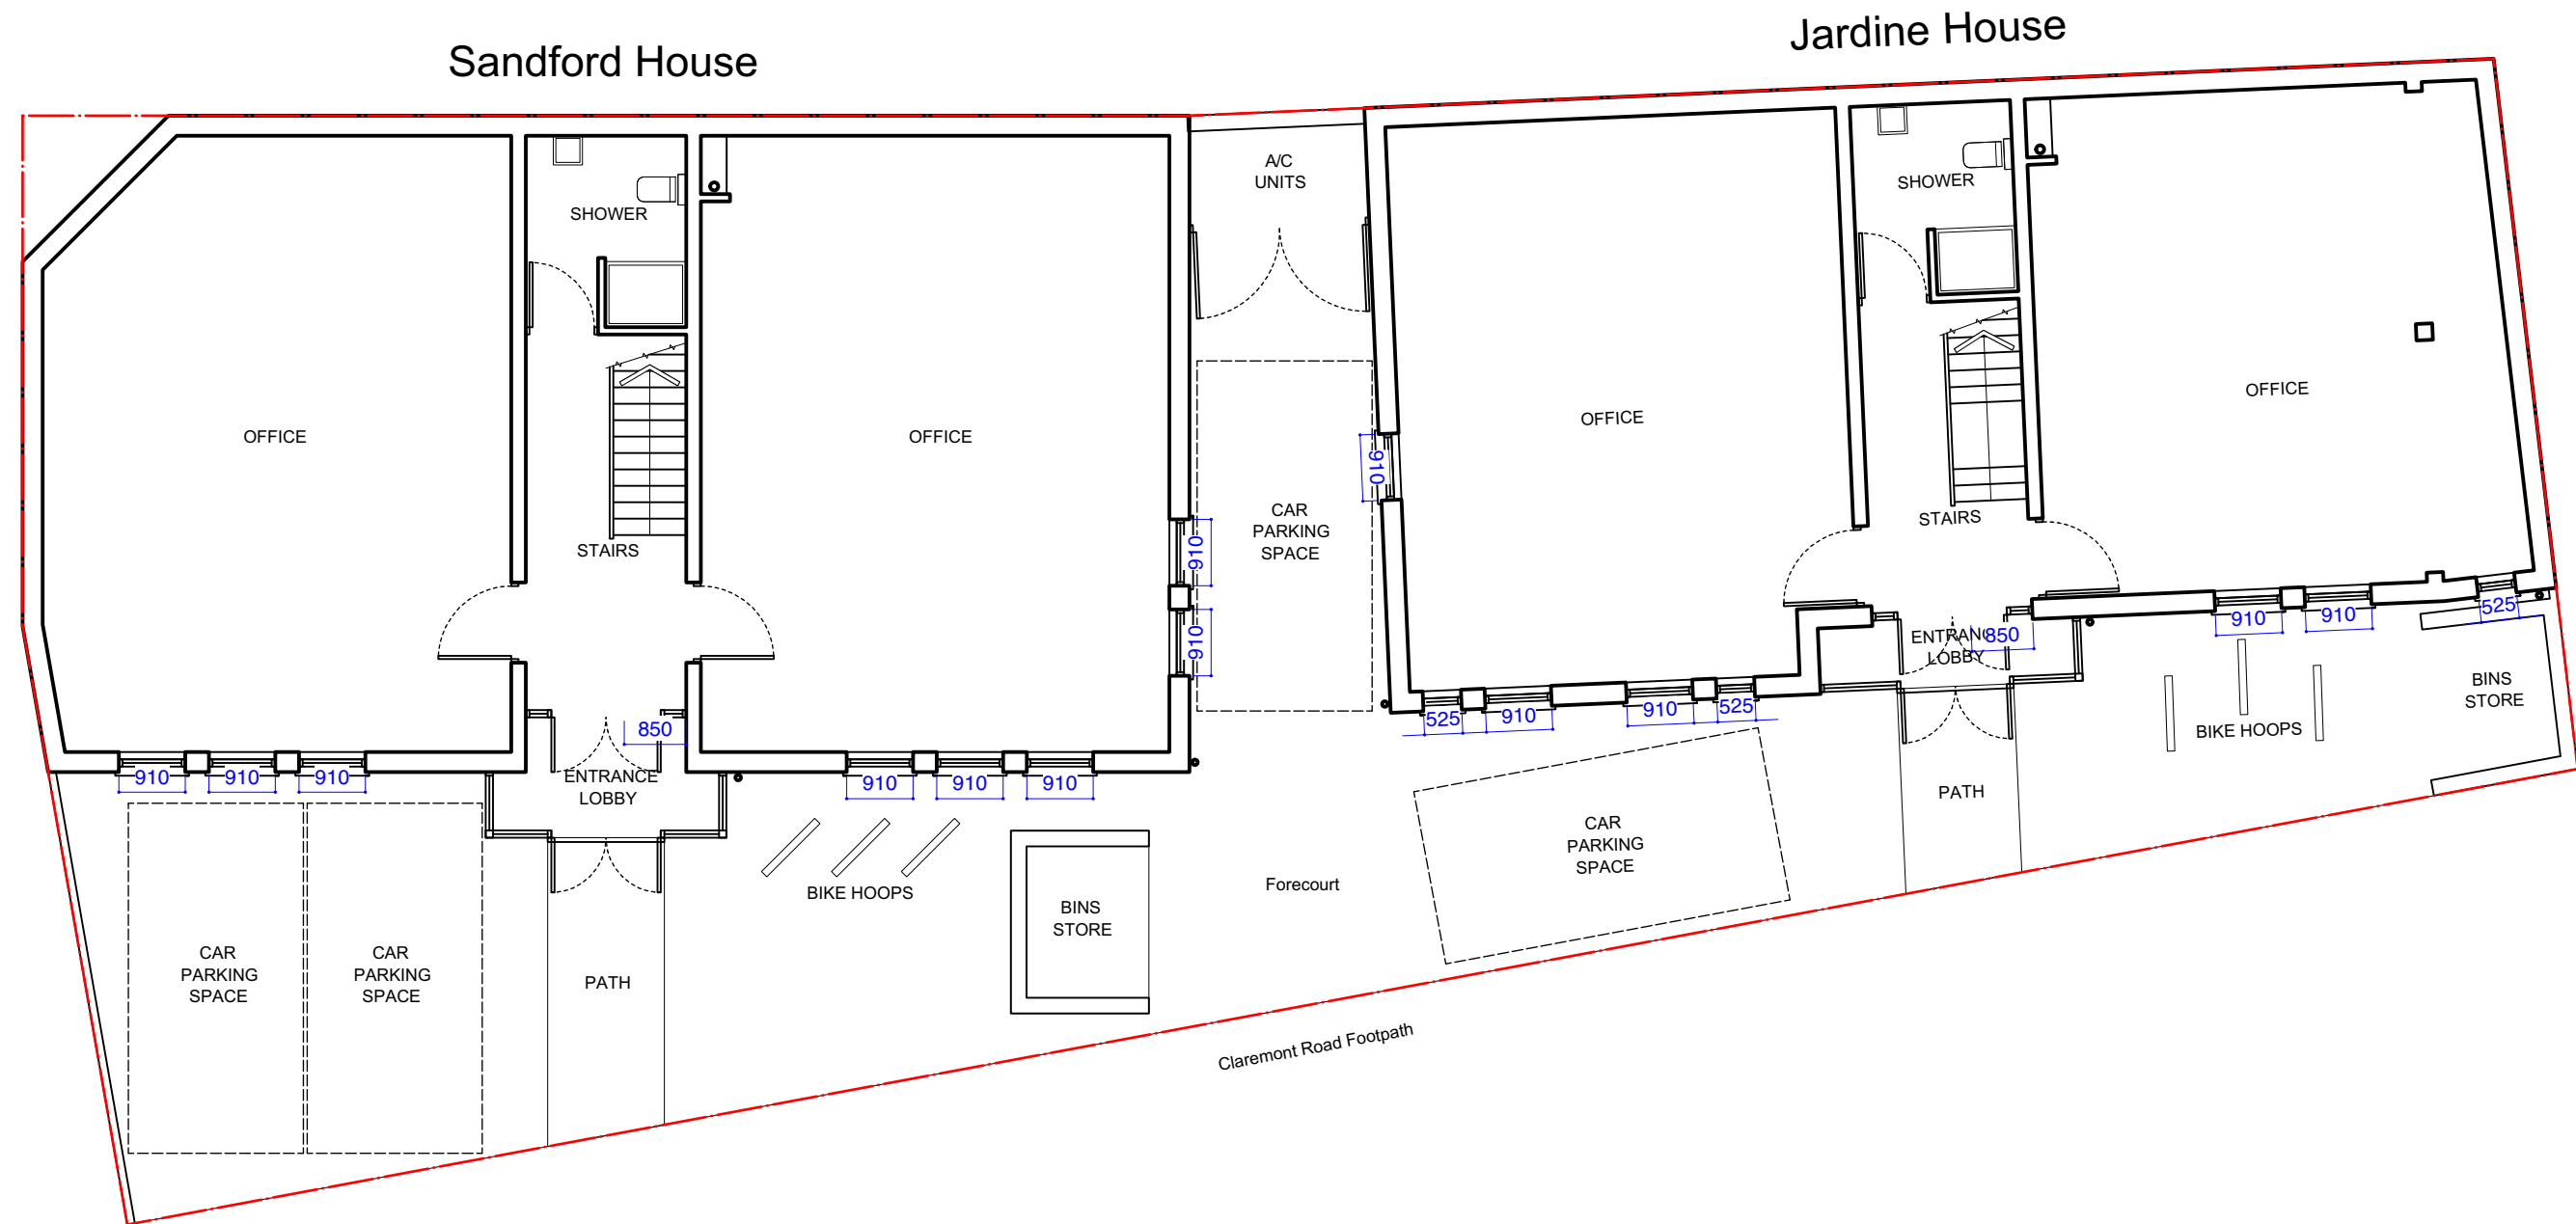 Sandford House
Jardine House
A/C
UNITS
SHOWER
SHOWER
OFFICE
OFFICE
OFFICE
OFFICE
910
CAR
PARKING
SPACE
STAIRS
STAIRS
910
910
850
910
910
910
ENTRANCE
LOBBY
910
910
910
525
910
910
525
ENTRANCE
LOBBY
850
910
910
525
BINS
STORE
BIKE HOOPS
PATH
CAR
PARKING
SPACE
BIKE HOOPS
Forecourt
BINS
STORE
CAR
PARKING
SPACE
CAR
PARKING
SPACE
PATH
Claremont Road Footpath